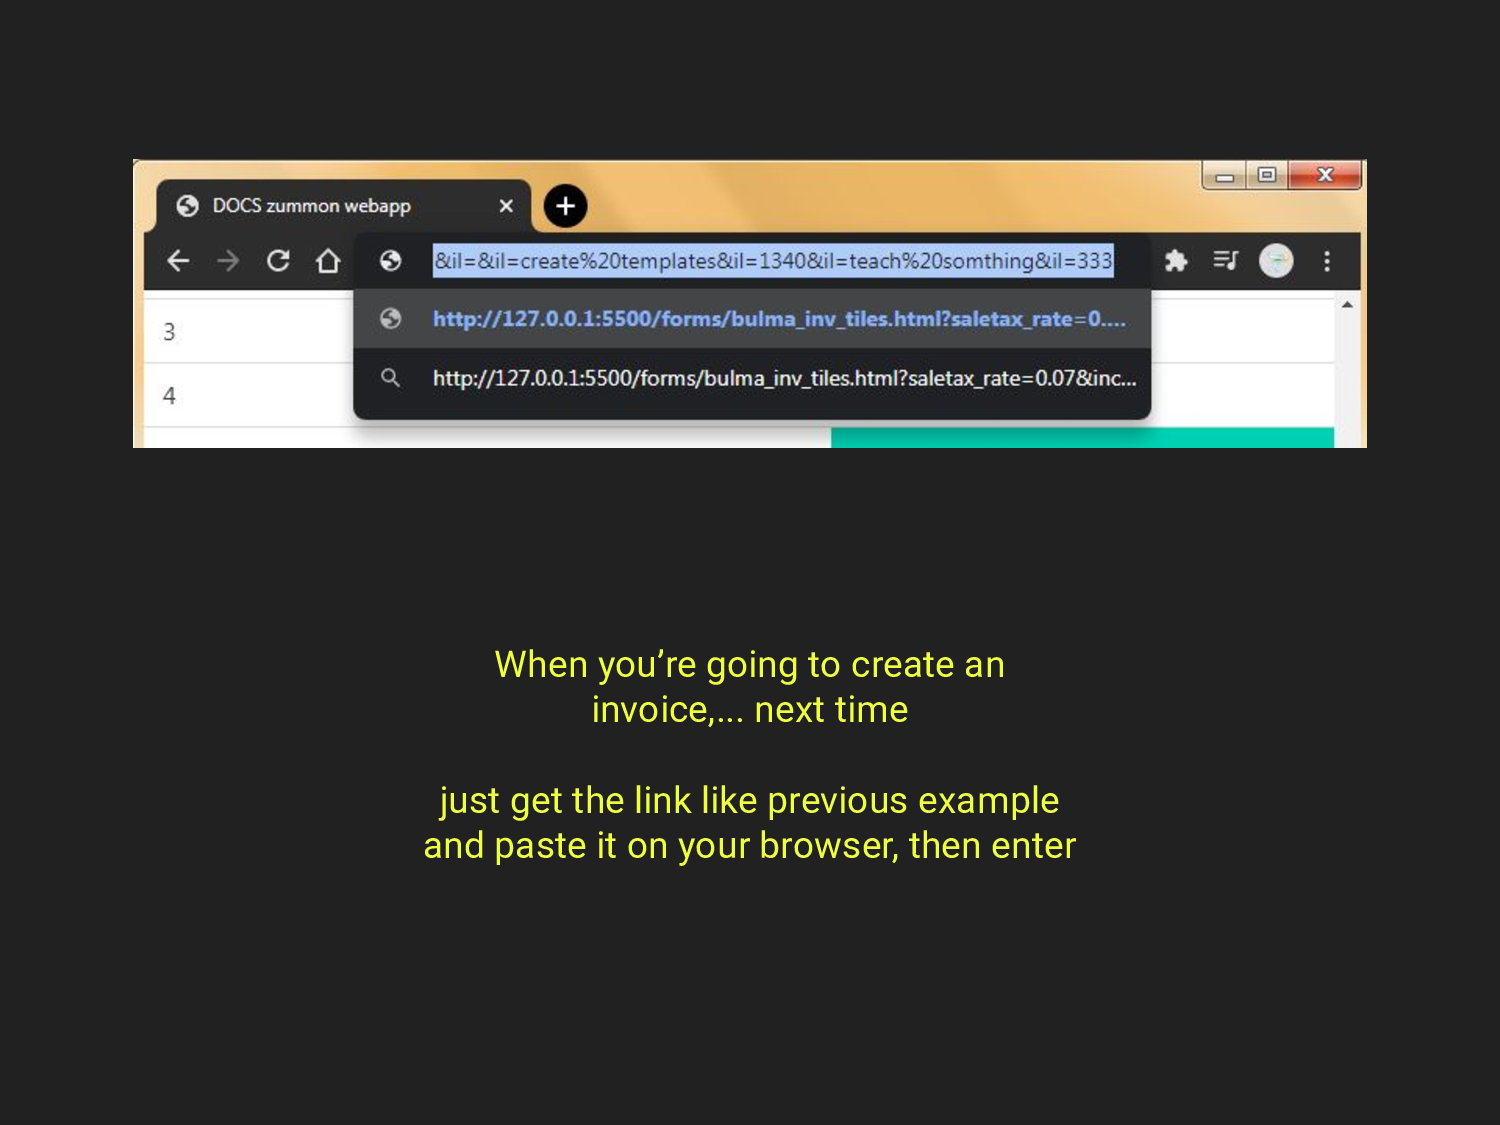 DOCS zummon webapp
&il=&il=create%20templates&il=1340&il=teach%20somthing&il=333
http://127.0.0.1:5500/forms/bulma_inv_tiles.html?saletax_rate=0....
http://127.0.0.1:5500/forms/bulma_inv_tiles.html?saletax_rate=0.07&inc...
3
4
When you’re going to create an
invoice,... next time
just get the link like previous example
and paste it on your browser, then enter